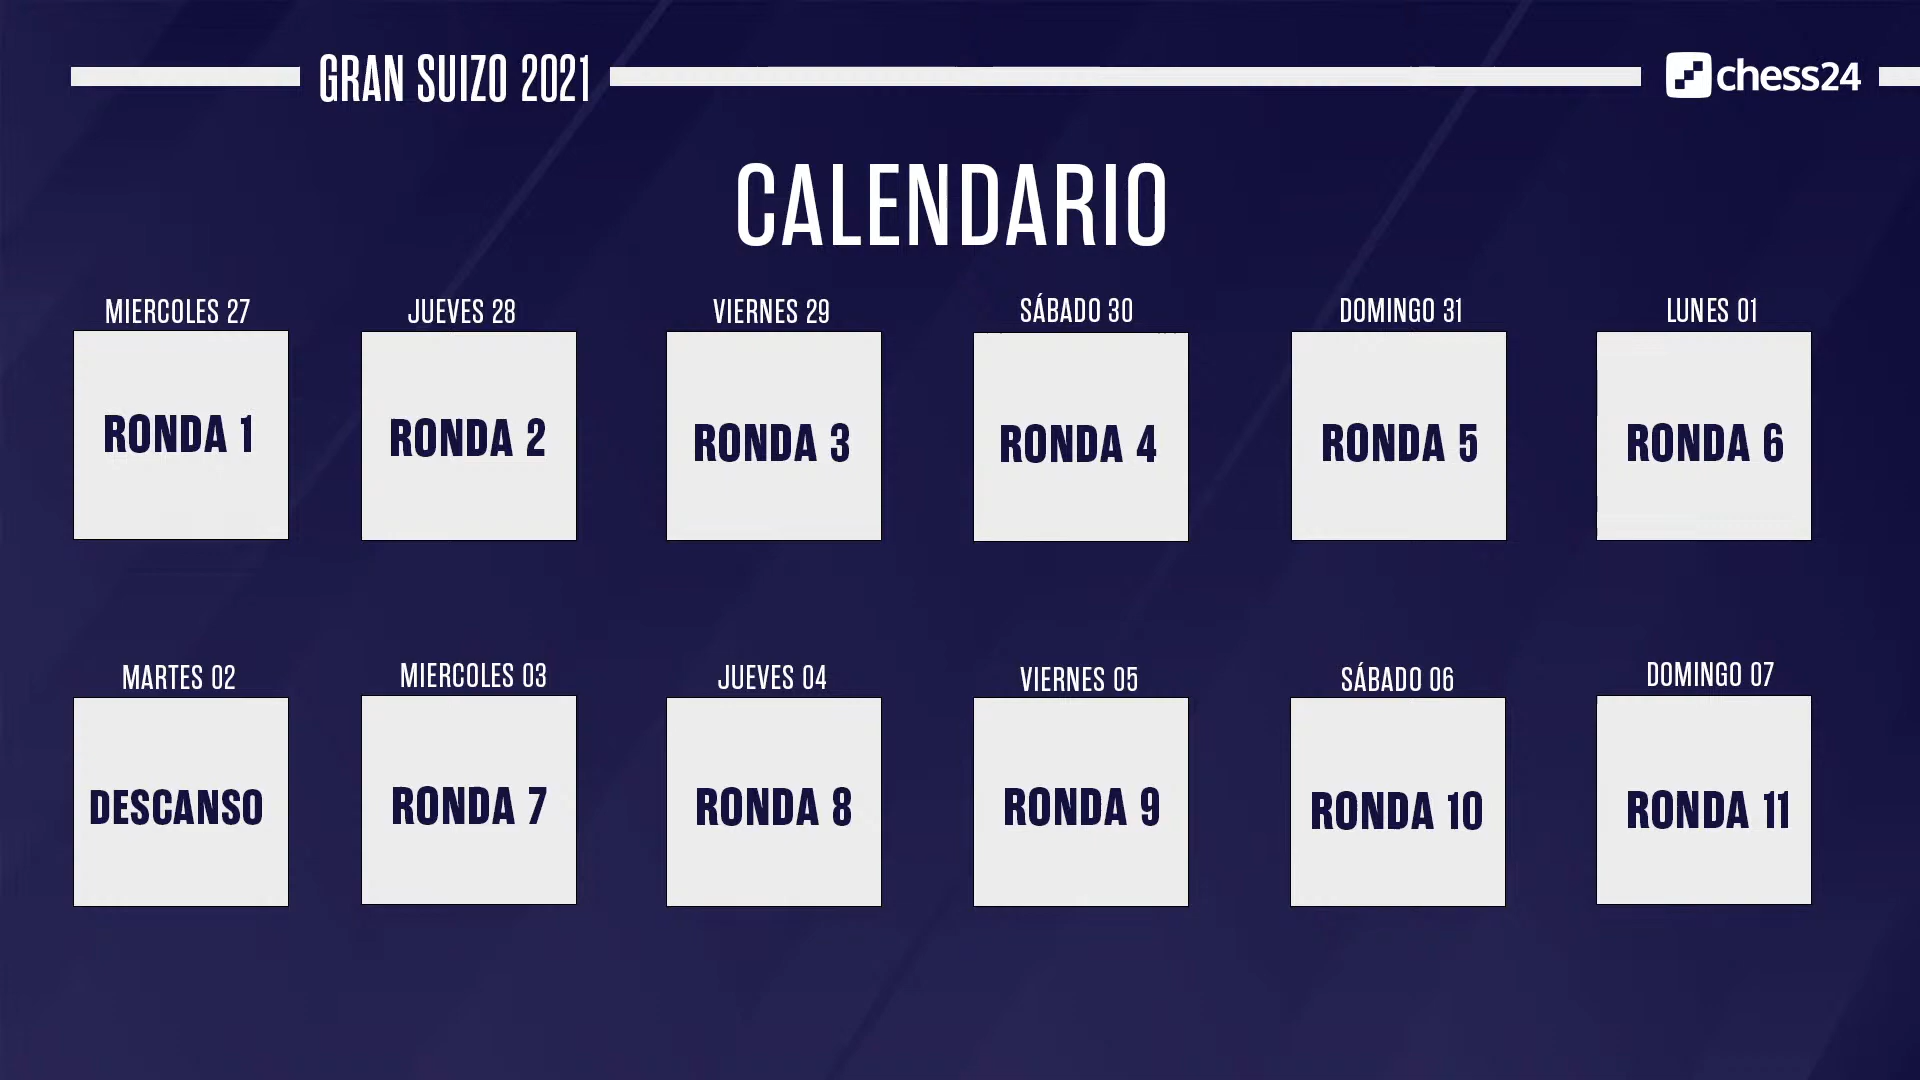 GRAN SUIZO 2021
chess24
CALENDARIO
MIERCOLES 27
JUEVES 28
VIERNES 29
SÁBADO 30
DOMINGO 31
LUNES 01
RONDA 1
RONDA 2
RONDA 3
RONDA 4
RONDA 5
RONDA 6
MARTES 02
MIERCOLES 03
JUEVES 04
VIERNES 05
SÁBADO 06
DOMINGO 07
DESCANSO
RONDA 7
RONDA 8
RONDA 9
RONDA 10
RONDA 11